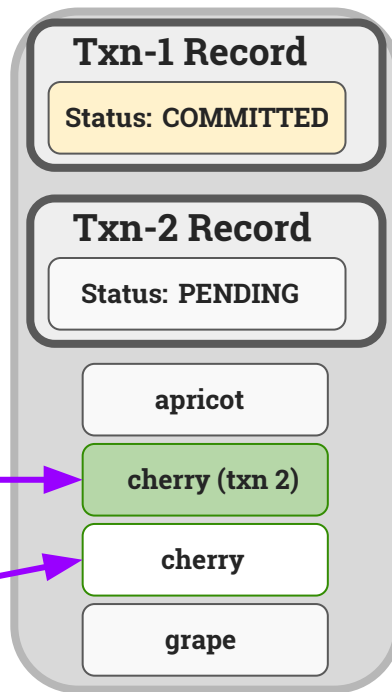 Txn-1 Record
Status: COMMITTED
Txn-2 Record
Status: PENDING
apricot
cherry (txn 2)
cherry
grape